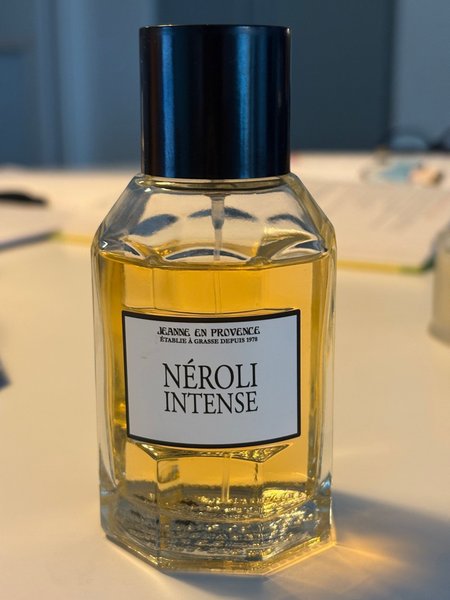 JEANNE EN PROVENCE
ÉTABLIE À GRASSE DEPUIS 1978
NÉROLI
INTENSE